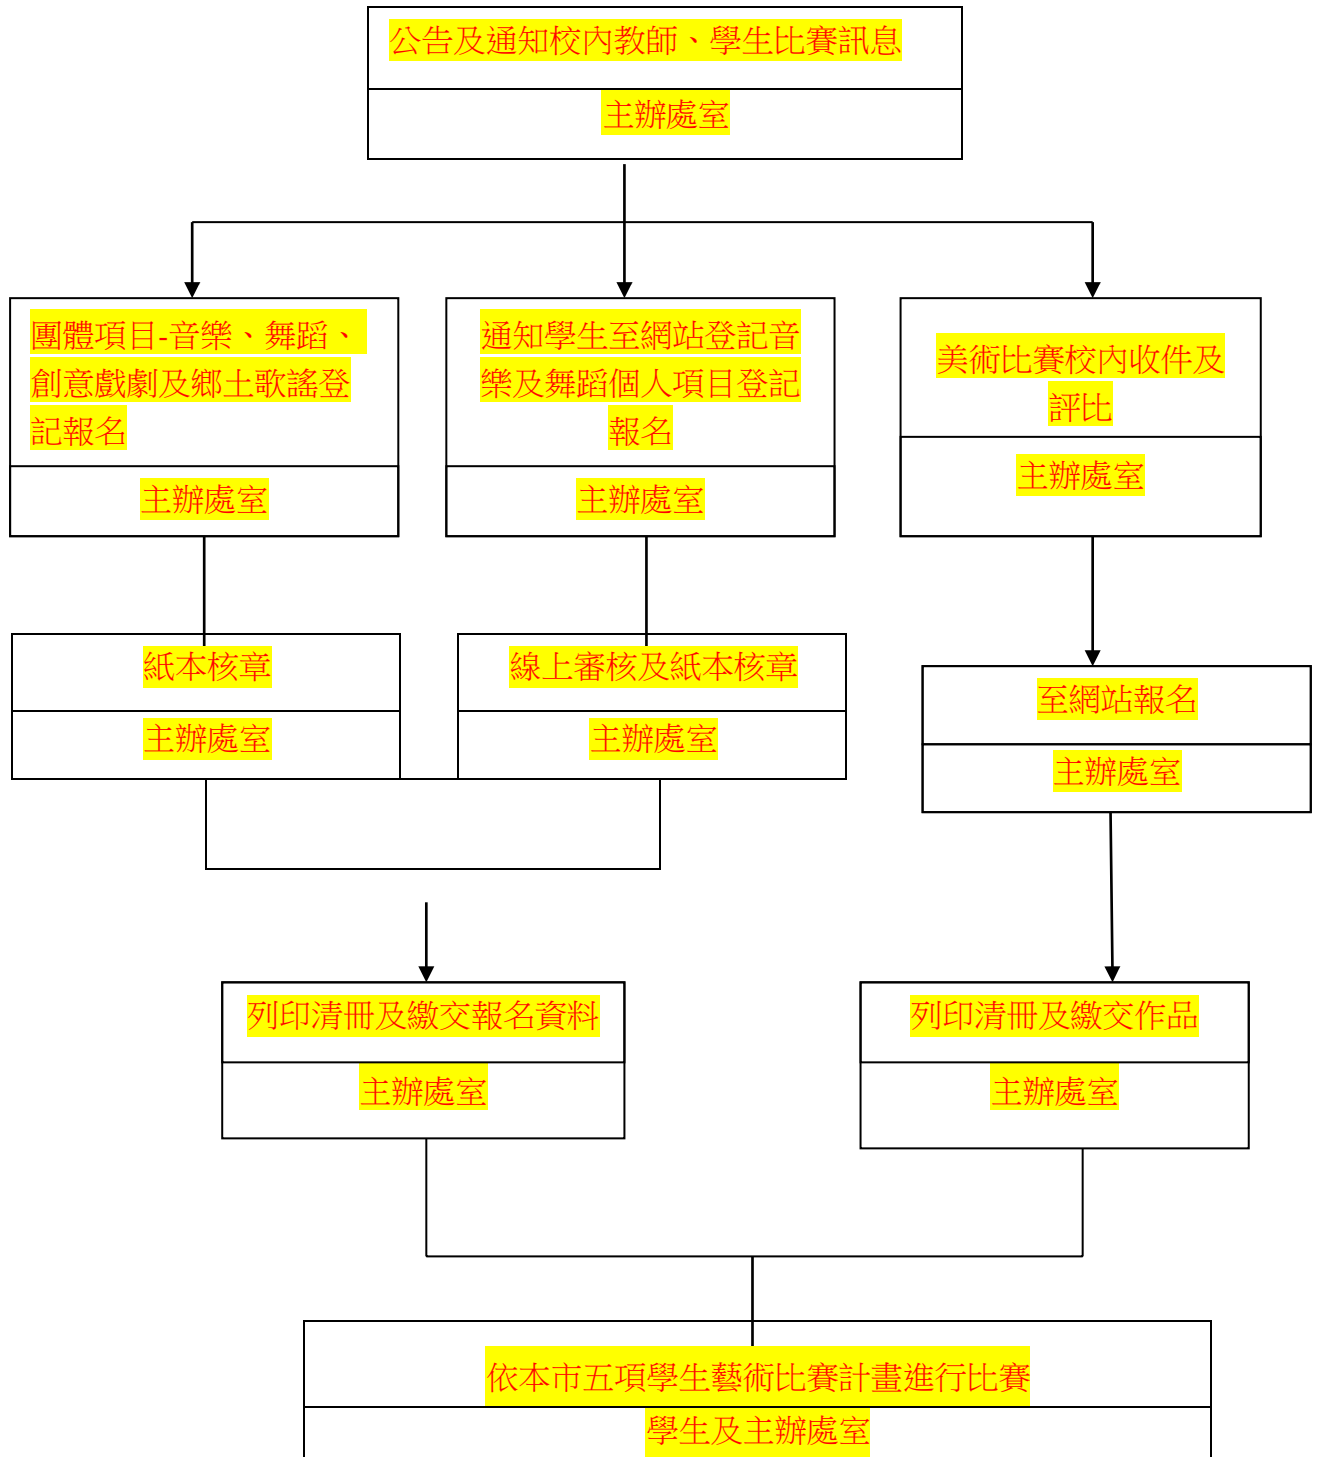 公告及通知校內教師、學生比賽訊息
主辦處室
團體項目-音樂、舞蹈、
創意戲劇及鄉土歌謠登
記報名
主辦處室
通知學生至網站登記音
樂及舞蹈個人項目登記
報名
主辦處室
美術比賽校內收件及
評比
主辦處室
紙本核章
主辦處室
線上審核及紙本核章
主辦處室
至網站報名
主辦處室
列印清冊及繳交報名資料
主辦處室
列印清冊及繳交作品
主辦處室
依本市五項學生藝術比賽計畫進行比賽
學生及主辦處室